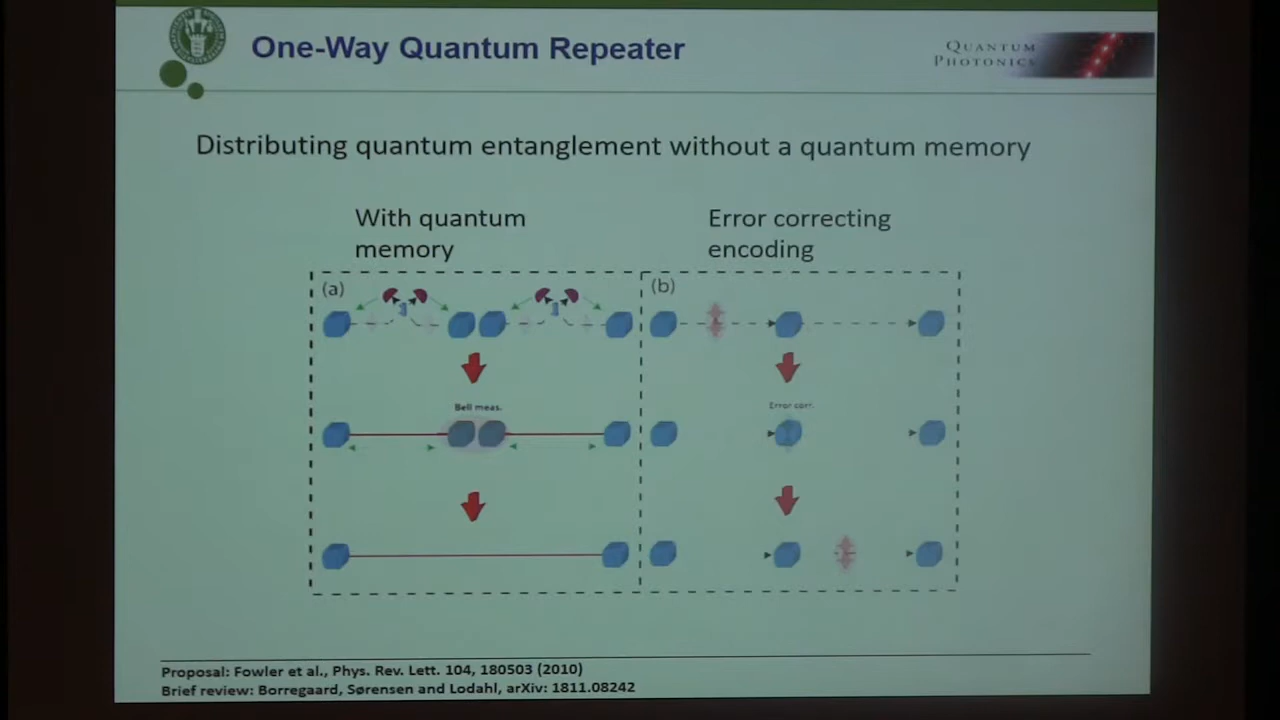 One-Way Quantum Repeater
QUANTUM
PHOTONICS
Distributing quantum entanglement without a quantum memory
With quantum
memory
Error correcting
encoding
(a)
(b)
Bell meas.
Error corr.
Proposal: Fowler et al., Phys. Rev. Lett. 104, 180503 (2010)
Brief review: Borregaard, Sørensen and Lodahl, arXiv: 1811.08242